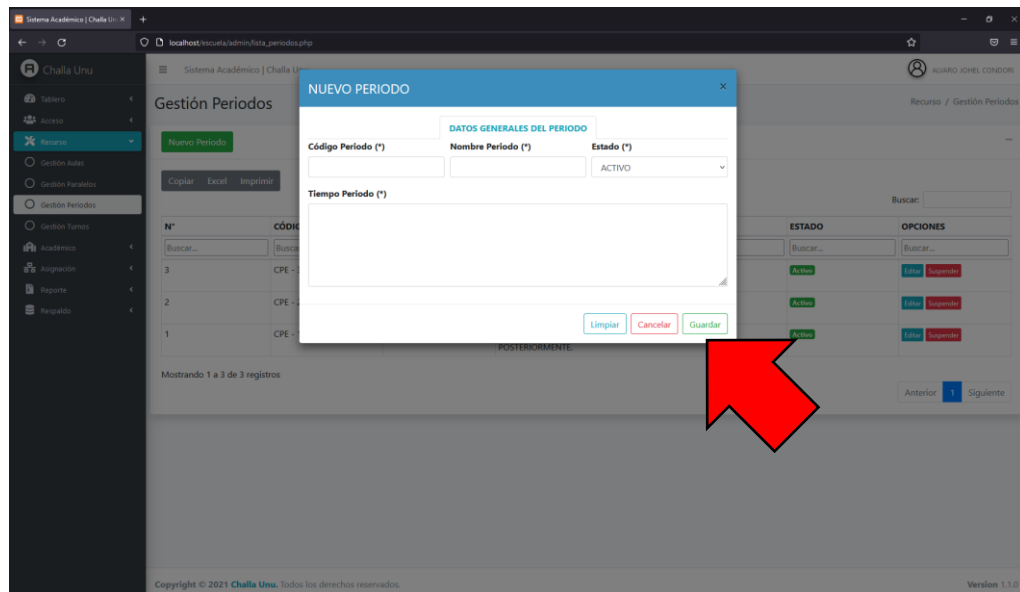 Sistema Académico | Challa Un
localhost/escuela/admin/lista_periodos.php
Challa Unu
Sistema Académico | Challa
ALVARO JOHEL CONDORI
Tablero
Acceso
Recurso
Gestión Aulas
Gestión Paralelos
Gestión Periodos
Gestión Turnos
Académico
Asignación
Reporte
Respaldo
Gestión Periodos
Recurso / Gestión Periodos
Nuevo Periodo
Copiar Excel Imprimir
Buscar:
NUEVO PERIODO ×
DATOS GENERALES DEL PERIODO
Código Periodo (*) Nombre Periodo (*) Estado (*)
ACTIVO
Tiempo Periodo (*)
Limpiar Cancelar Guardar
N° CÓDIG ESTADO OPCIONES
Buscar... Busca Buscar... Buscar...
3 CPE - Activo Editar Suspender
2 CPE - Activo Editar Suspender
1 CPE - Activo Editar Suspender
POSTERIORMENTE.
Mostrando 1 a 3 de 3 registros
Anterior 1 Siguiente
Copyright © 2021 Challa Unu. Todos los derechos reservados.
Version 1.1.0